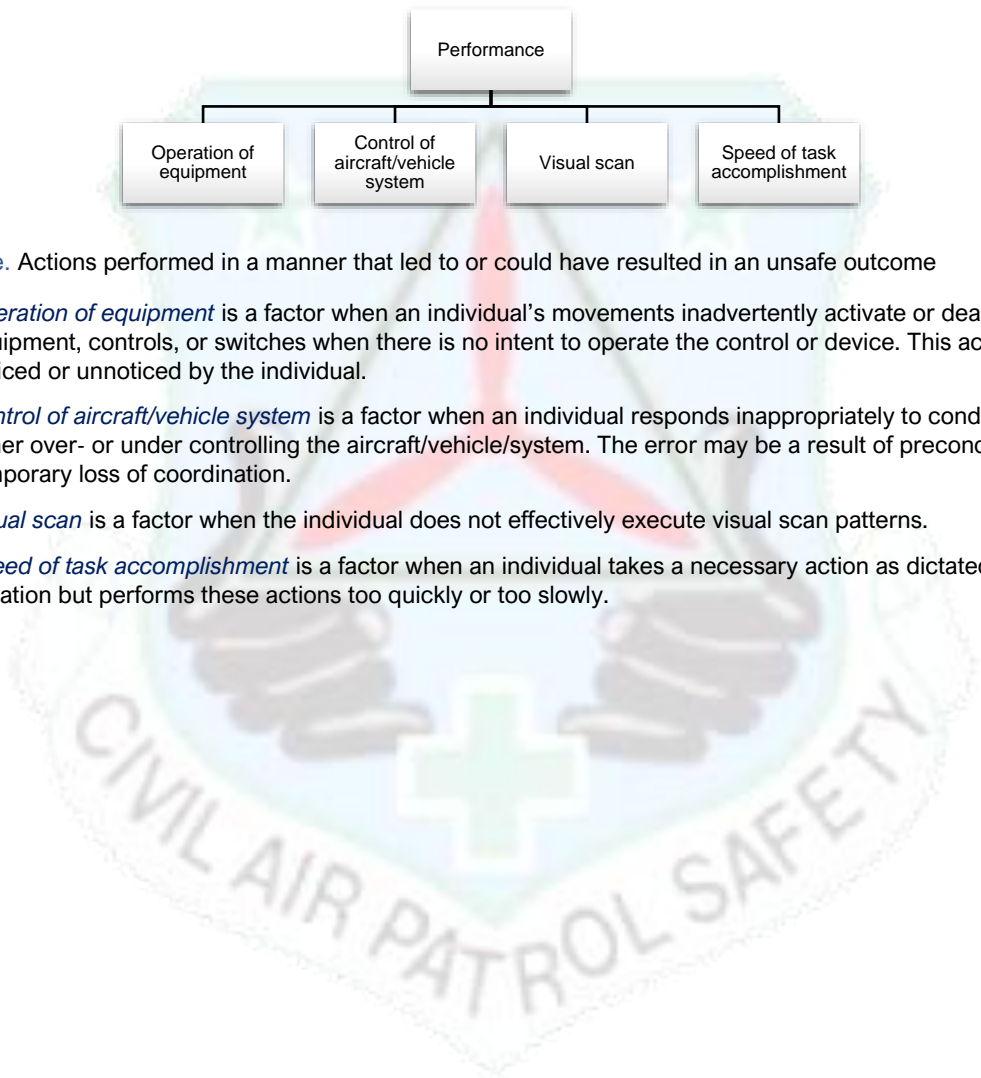 Performance
Operation of
equipment
Control of
aircraft/vehicle
system
Visual scan
Speed of task
accomplishment
e. Actions performed in a manner that led to or could have resulted in an unsafe outcome
eration of equipment is a factor when an individual’s movements inadvertently activate or dea
uipment, controls, or switches when there is no intent to operate the control or device. This ac
iced or unnoticed by the individual.
ntrol of aircraft/vehicle system is a factor when an individual responds inappropriately to cond
her over- or under controlling the aircraft/vehicle/system. The error may be a result of precond
mporary loss of coordination.
ual scan is a factor when the individual does not effectively execute visual scan patterns.
eed of task accomplishment is a factor when an individual takes a necessary action as dictated
ation but performs these actions too quickly or too slowly.
CIVIL AIR PATROL SAFETY